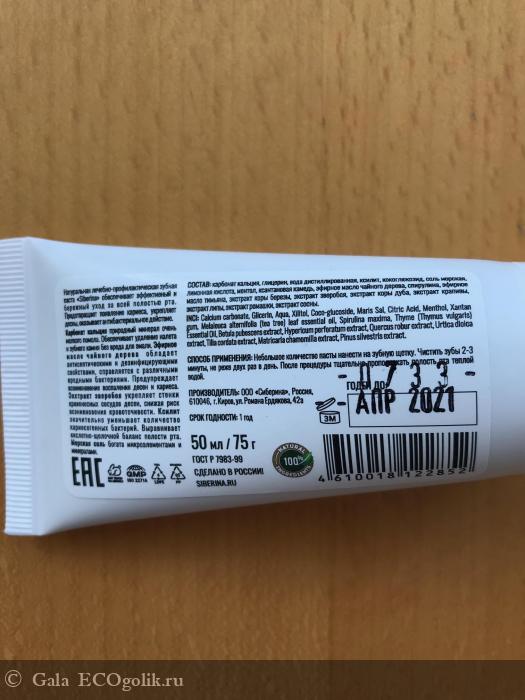 Натуральная лечебно-профилактическая зубная
паста «Siberina» обеспечивает эффективный и
бережный уход за всей полостью рта.
Предотвращает появление кариеса, укрепляет
десны, оказывает антибактериальное действие.
Карбонат кальция природный минерал очень
мелкого помола. Обеспечивает удаление налета
и зубного камня без вреда для эмали. Эфирное
масло чайного дерева обладает
антисептическими и дезинфицирующими
свойствами, справляется с различными
вредными бактериями. Предупреждает
возникновение воспаления десен и кариеса.
Экстракт зверобоя укрепляет стенки
кровеносных сосудов десен, снижая риск
возникновения кровоточивости. Ксилит
значительно уменьшает количество
кариесогенных бактерий. Выравнивает
кислотно-щелочной баланс полости рта.
Морская соль богата микроэлементами и
минералами.
EAC
GMP
ISO 22716
LDPE
PP
СОСТАВ: карбонат кальция, глицерин, вода дистиллированная, ксилит, кокоглюкозид, соль морская,
лимонная кислота, ментол, ксантановая камедь, эфирное масло чайного дерева, спирулина, эфирное
масло тимьяна, экстракт коры березы, экстракт зверобоя, экстракт коры дуба, экстракт крапивы,
экстракт липы, экстракт ромашки, экстракт сосны.
INCI: Calcium carbonate, Glicerin, Aqua, Xilitol, Coco-glucoside, Maris Sal, Citric Acid, Menthol, Xantan
gum, Melaleuca alternifolia (tea tree) leaf essential oil, Spirulina maxima, Thyme (Thymus vulgaris)
Essential Oil, Betula pubescens extract, Hypericum perforatum extract, Quercus robur extract, Urtica dioica
extract, Tilia cordata extract, Matricaria chamomilla extract, Pinus silvestris extract.
СПОСОБ ПРИМЕНЕНИЯ: Небольшое количество пасты нанести на зубную щетку. Чистить зубы 2-3
минуты, не реже двух раз в день. После процедуры тщательно прополоскать полость рта теплой
водой.
ПРОИЗВОДИТЕЛЬ: ООО «Сиберина», Россия,
610046, г. Киров, ул. Романа Ердякова, 42а
СРОК ГОДНОСТИ: 1 год
50 мл / 75 г
ГОСТ Р 7983-99
СДЕЛАНО В РОССИИ!
SIBERINA.RU
3M
ГОДЕН ДО
0733
АПР 2021
NATURAL
100%
4 610018 122852
© Gala ECOgolik.ru